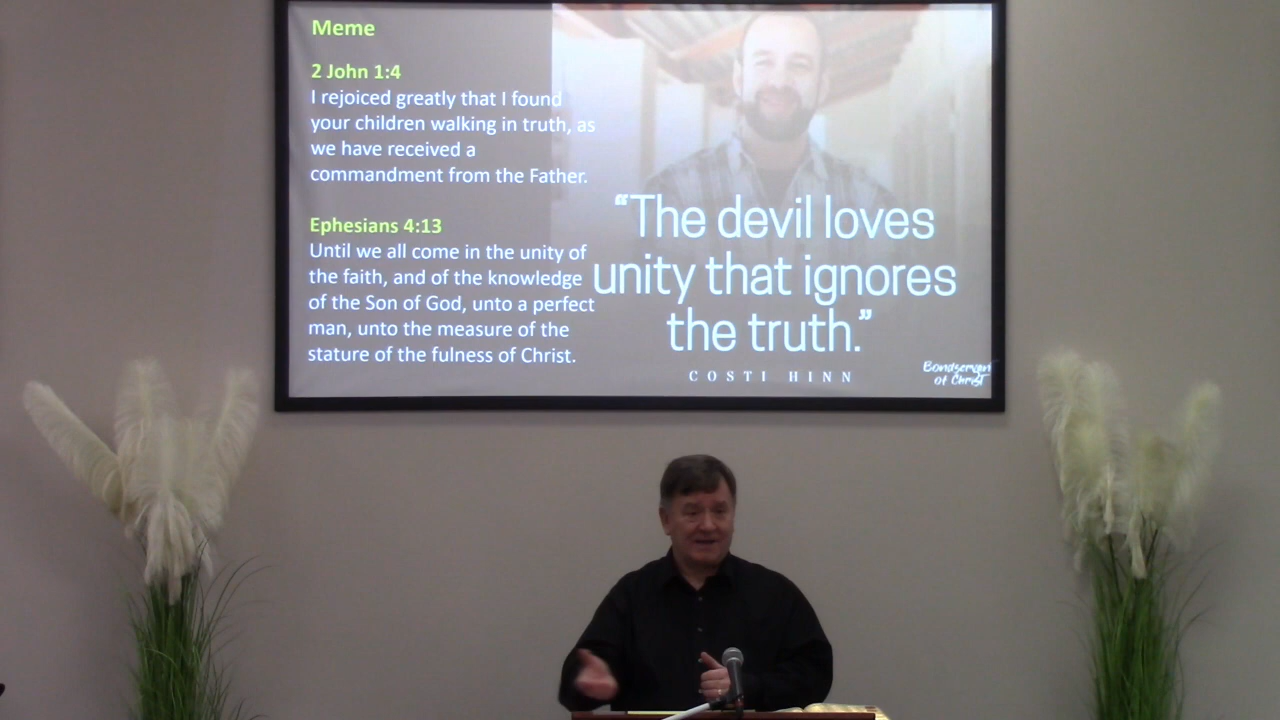 Meme
2 John 1:4
I rejoiced greatly that I found
your children walking in truth, as
we have received a
commandment from the Father.
Ephesians 4:13
Until we all come in the unity of
the faith, and of the knowledge
of the Son of God, unto a perfect
man, unto the measure of the
stature of the fulness of Christ.
“The devil loves
unity that ignores
the truth.”
COSTI HINN
Bondservant
of Christ